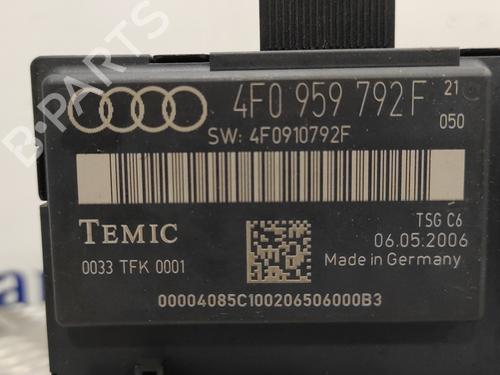 4F0 959 792F 21
SW: 4F0910792F 050
TEMIC
TSG C6
0033 TFK 0001
06.05.2006
Made in Germany
00004085C100206506000B3
B-PARTS